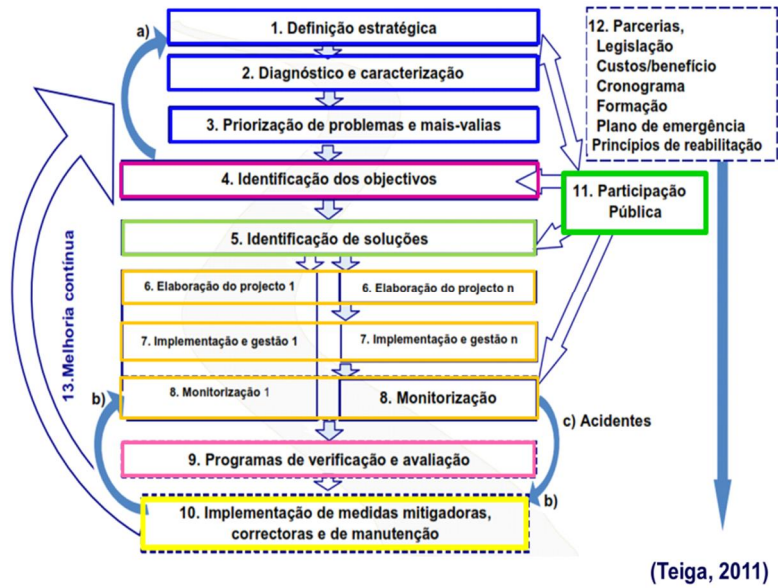 a)
1. Definição estratégica
2. Diagnóstico e caracterização
3. Priorização de problemas e mais-valias
4. Identificação dos objectivos
5. Identificação de soluções
6. Elaboração do projecto 1
6. Elaboração do projecto n
7. Implementação e gestão 1
7. Implementação e gestão n
8. Monitorização 1
8. Monitorização
b)
c) Acidentes
9. Programas de verificação e avaliação
b)
10. Implementação de medidas mitigadoras,
correctoras e de manutenção
11. Participação
Pública
12. Parcerias,
Legislação
Custos/benefício
Cronograma
Formação
Plano de emergência
Princípios de reabilitação
13.Melhoria contínua
(Teiga, 2011)